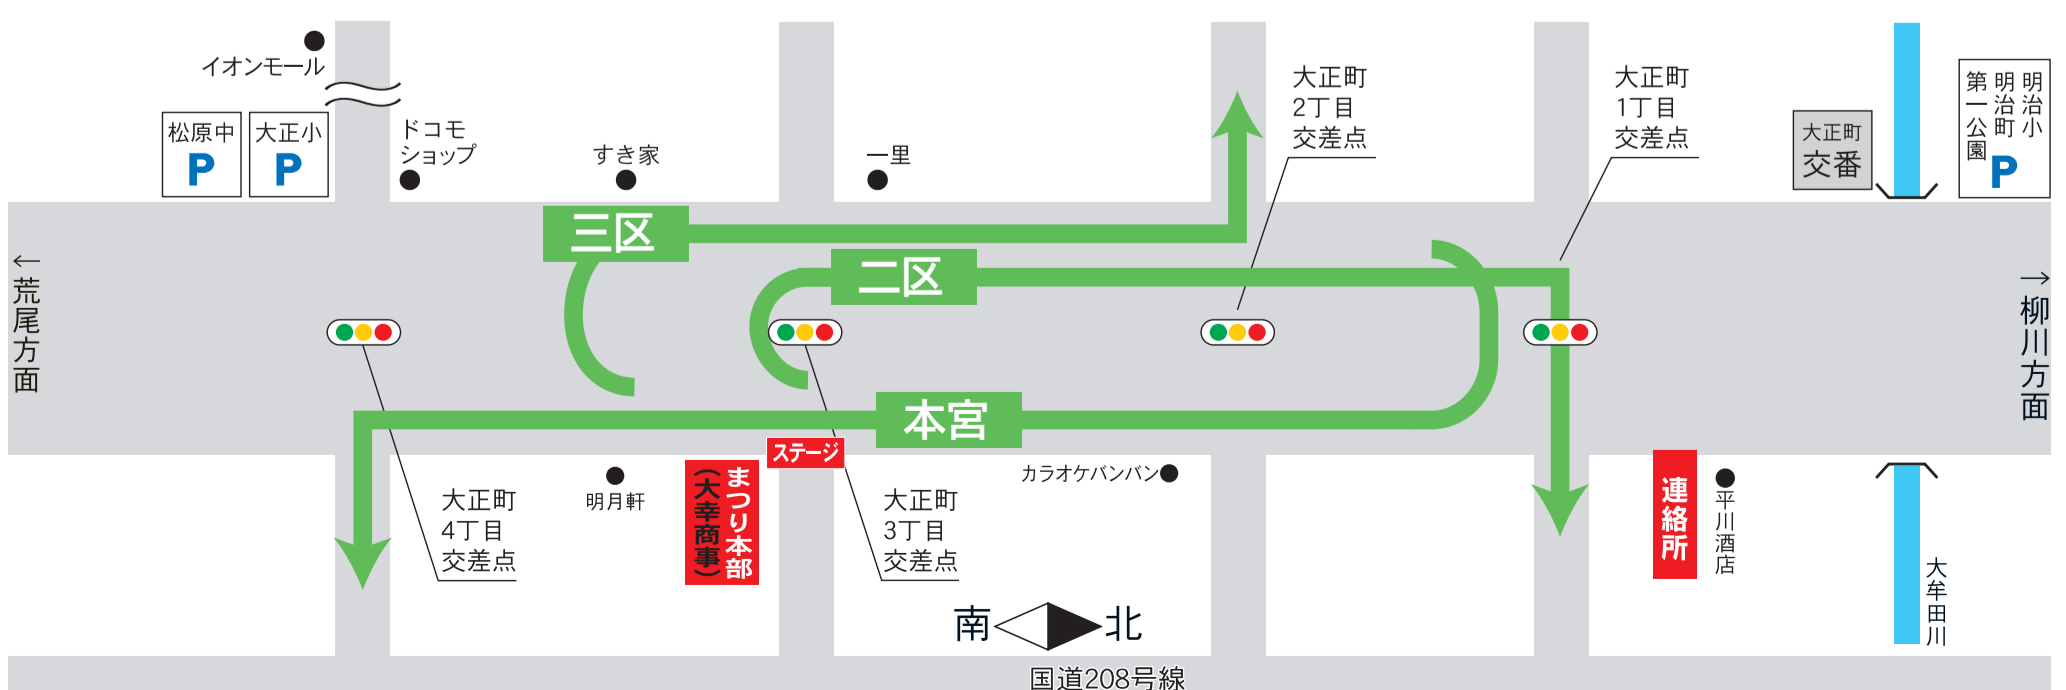 イオンモール
松原中
P
大正小
P
ドコモ
ショップ
すき家
一里
大正町
2丁目
交差点
大正町
1丁目
交差点
大正町
交番
明治小
明治町
第一公園
P
三区
二区
本宮
←荒尾方面
→柳川方面
ステージ
まつり本部
(大幸商事)
明月軒
大正町
4丁目
交差点
大正町
3丁目
交差点
カラオケバンバン
連絡所
平川酒店
大牟田川
南
北
国道208号線